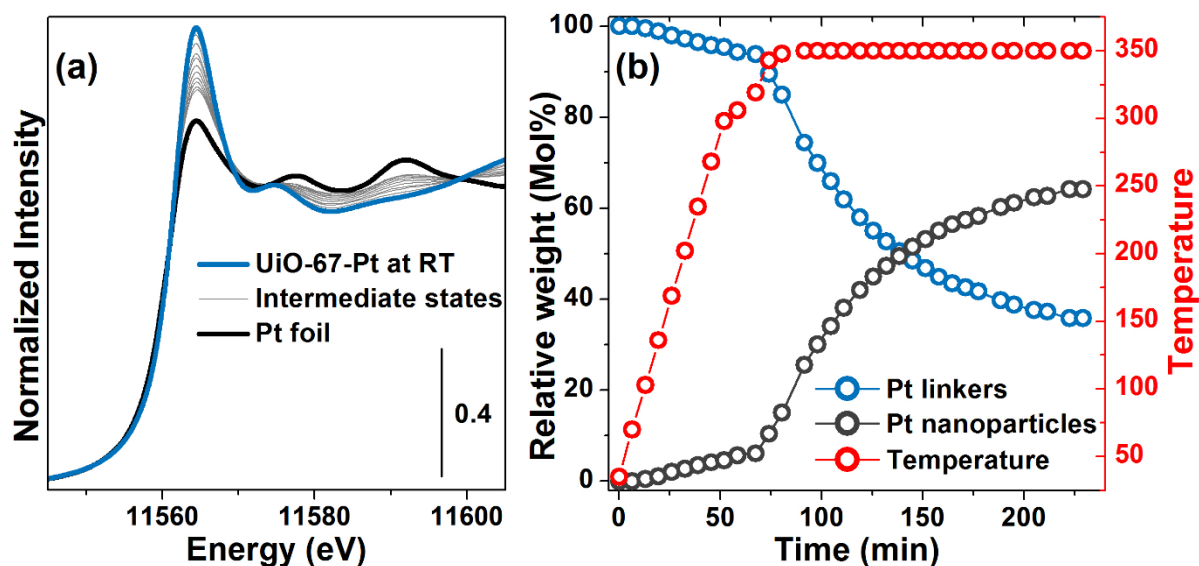 (a)
Normalized Intensity
UiO-67-Pt at RT
Intermediate states
Pt foil
0.4
11560
11580
11600
Energy (eV)
(b)
Relative weight (Mol%)
100
80
60
40
20
0
Pt linkers
Pt nanoparticles
Temperature
0
50
100
150
200
Time (min)
350
300
250
200
150
100
50
Temperature